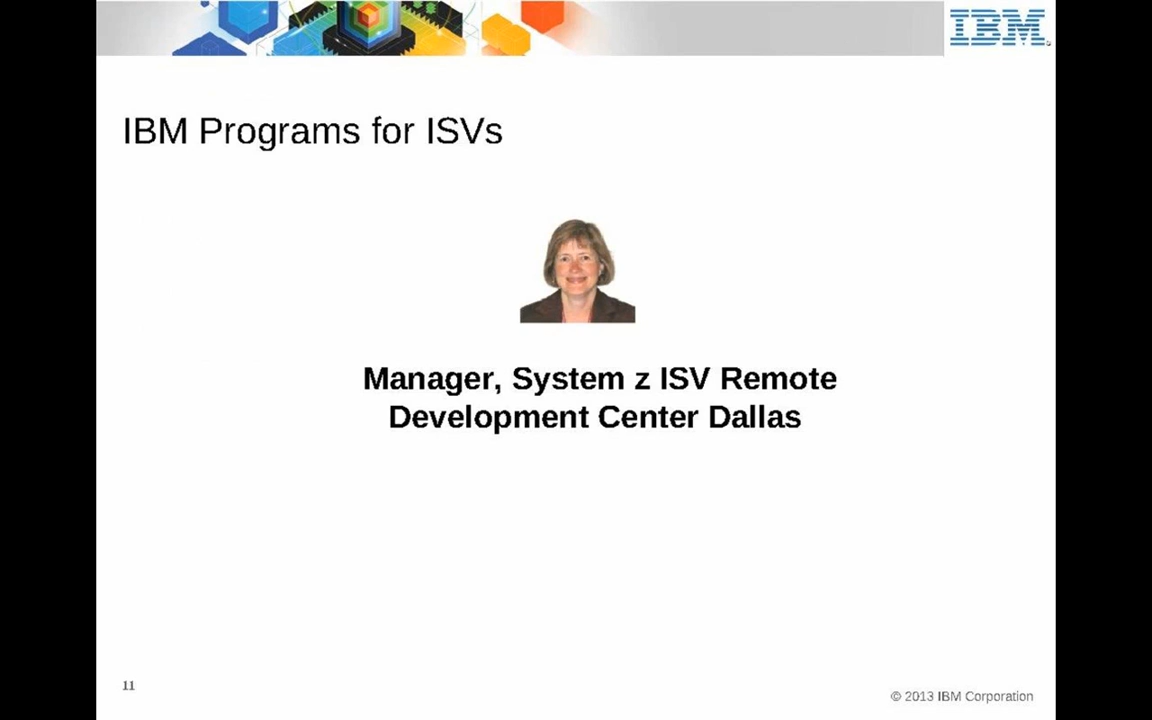 IBM
IBM Programs for ISVs
Manager, System z ISV Remote
Development Center Dallas
11
© 2013 IBM Corporation